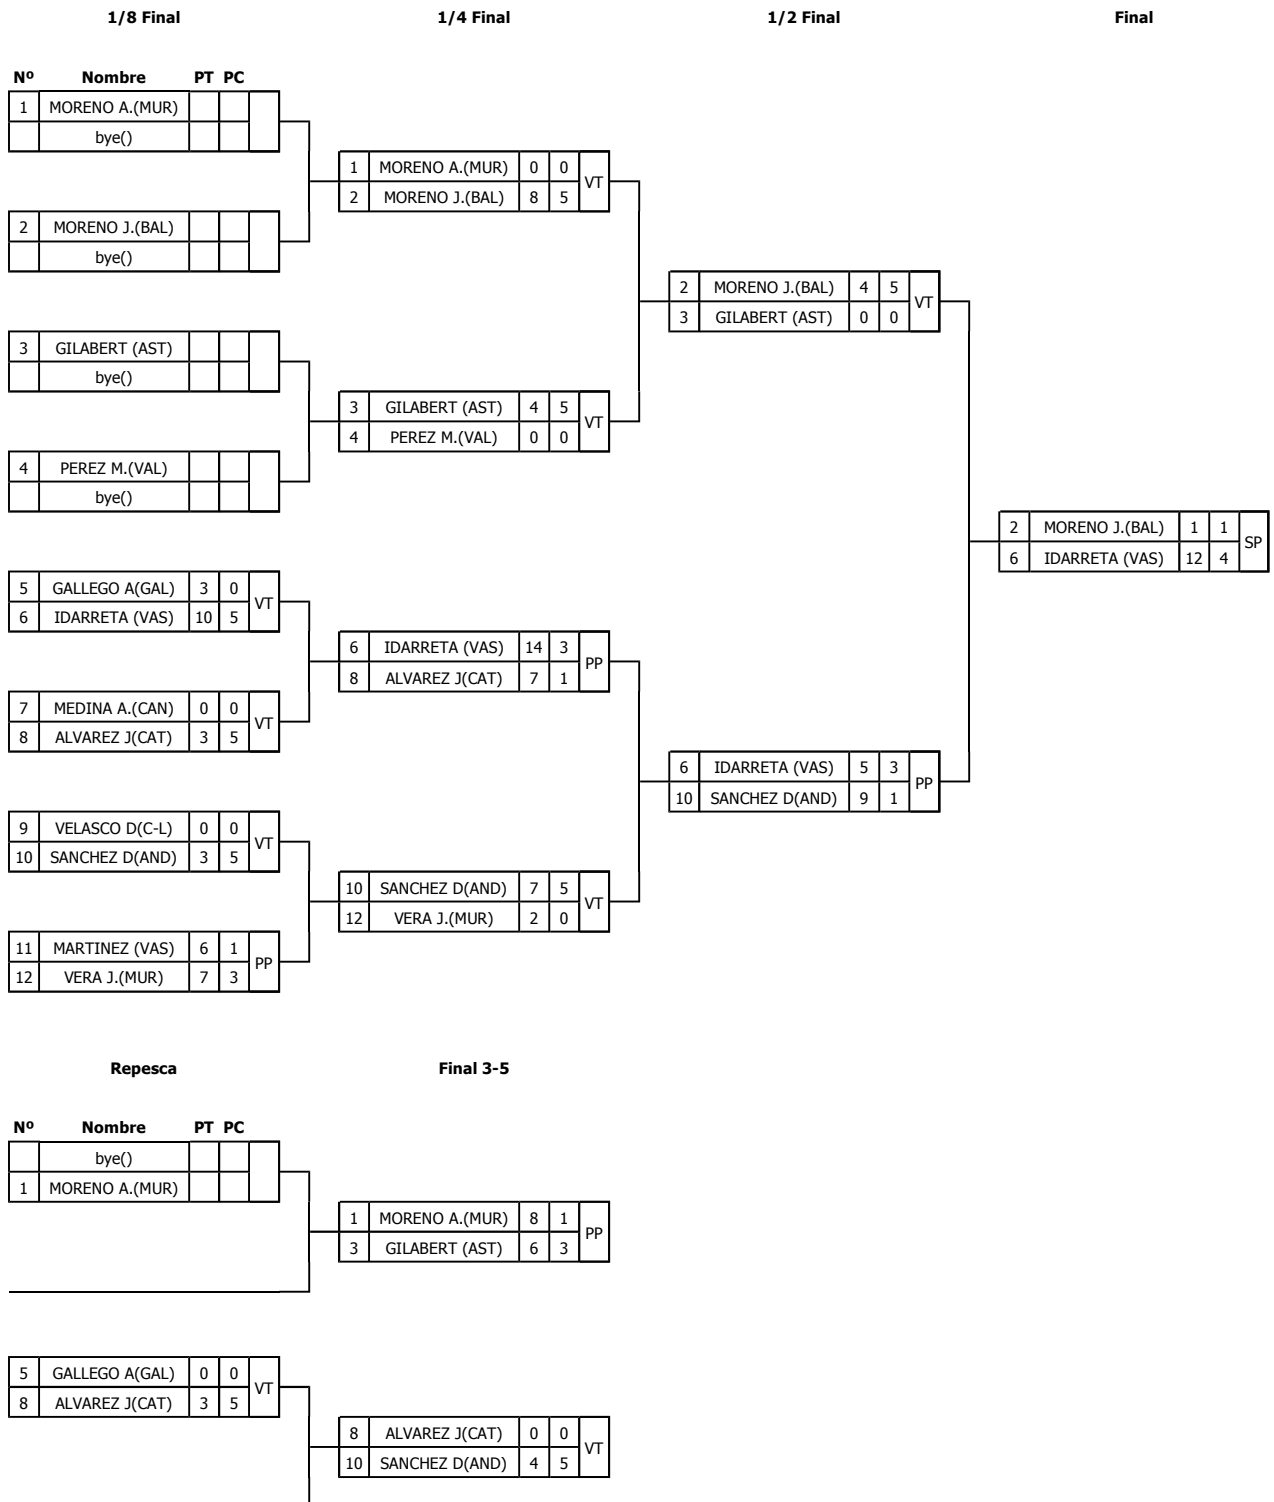 1/8 Final 1/4 Final 1/2 Final Final
Nº Nombre PT PC
1 MORENO A.(MUR)
bye()
1 MORENO A.(MUR) 0 0 VT
2 MORENO J.(BAL) 8 5
2 MORENO J.(BAL)
bye()
2 MORENO J.(BAL) 4 5 VT
3 GILABERT (AST) 0 0
3 GILABERT (AST)
bye()
3 GILABERT (AST) 4 5 VT
4 PEREZ M.(VAL) 0 0
4 PEREZ M.(VAL)
bye()
2 MORENO J.(BAL) 1 1 SP
6 IDARRETA (VAS) 12 4
5 GALLEGO A(GAL) 3 0 VT
6 IDARRETA (VAS) 10 5
6 IDARRETA (VAS) 14 3 PP
8 ALVAREZ J(CAT) 7 1
7 MEDINA A.(CAN) 0 0 VT
8 ALVAREZ J(CAT) 3 5
6 IDARRETA (VAS) 5 3 PP
10 SANCHEZ D(AND) 9 1
9 VELASCO D(C-L) 0 0 VT
10 SANCHEZ D(AND) 3 5
10 SANCHEZ D(AND) 7 5 VT
12 VERA J.(MUR) 2 0
11 MARTINEZ (VAS) 6 1 PP
12 VERA J.(MUR) 7 3
Repesca Final 3-5
Nº Nombre PT PC
bye()
1 MORENO A.(MUR)
1 MORENO A.(MUR) 8 1 PP
3 GILABERT (AST) 6 3
5 GALLEGO A(GAL) 0 0 VT
8 ALVAREZ J(CAT) 3 5
8 ALVAREZ J(CAT) 0 0 VT
10 SANCHEZ D(AND) 4 5